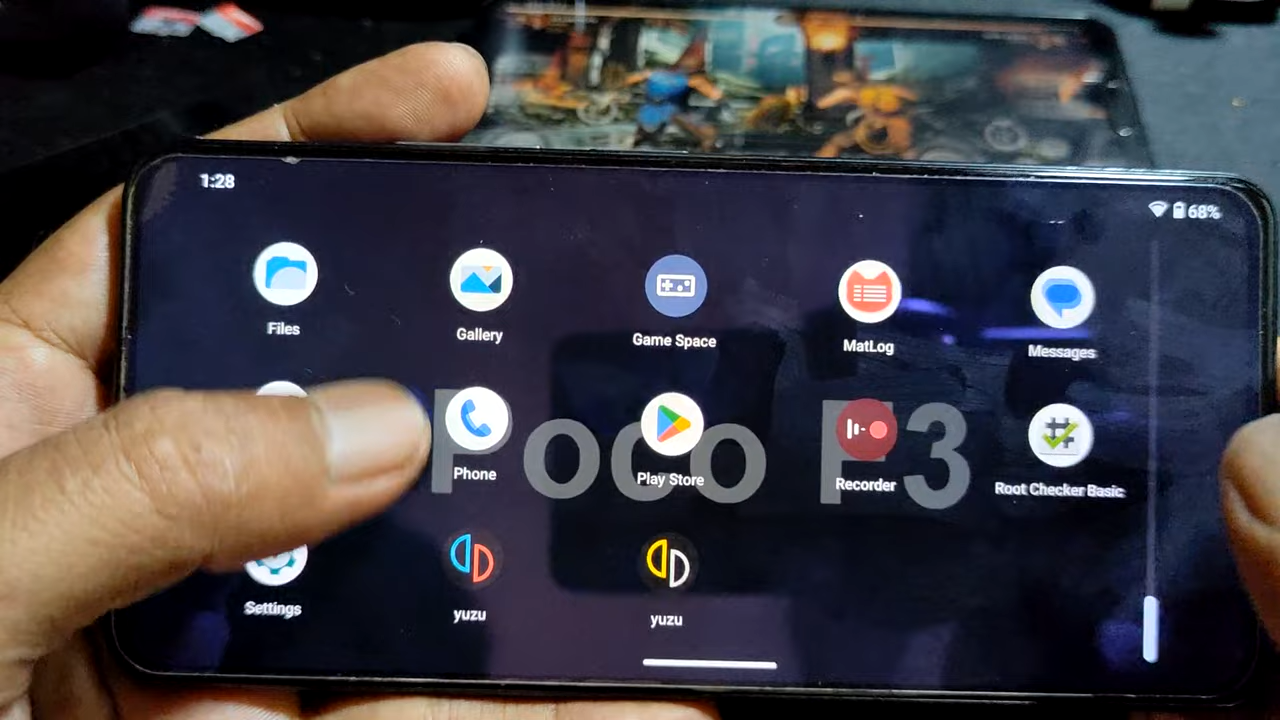 1:28
68%
Files
Gallery
Game Space
MatLog
Messages
Poco F3
Phone
Play Store
Recorder
Root Checker Basic
Settings
yuzu
yuzu